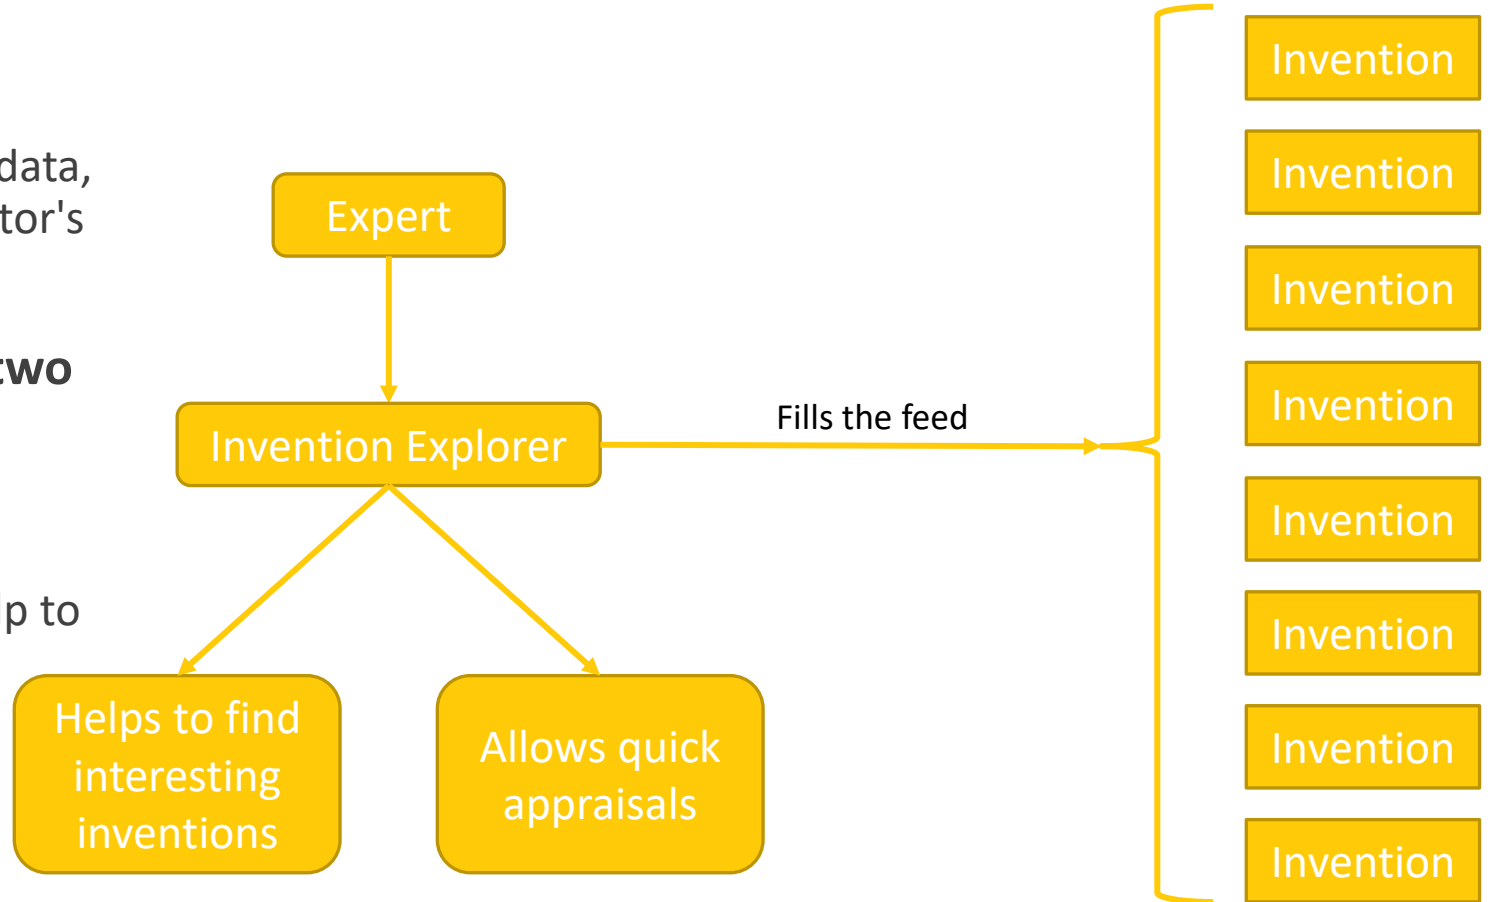 data,
tor's
two
lp to
Expert
Invention Explorer
Fills the feed
Helps to find
interesting
inventions
Allows quick
appraisals
Invention
Invention
Invention
Invention
Invention
Invention
Invention
Invention